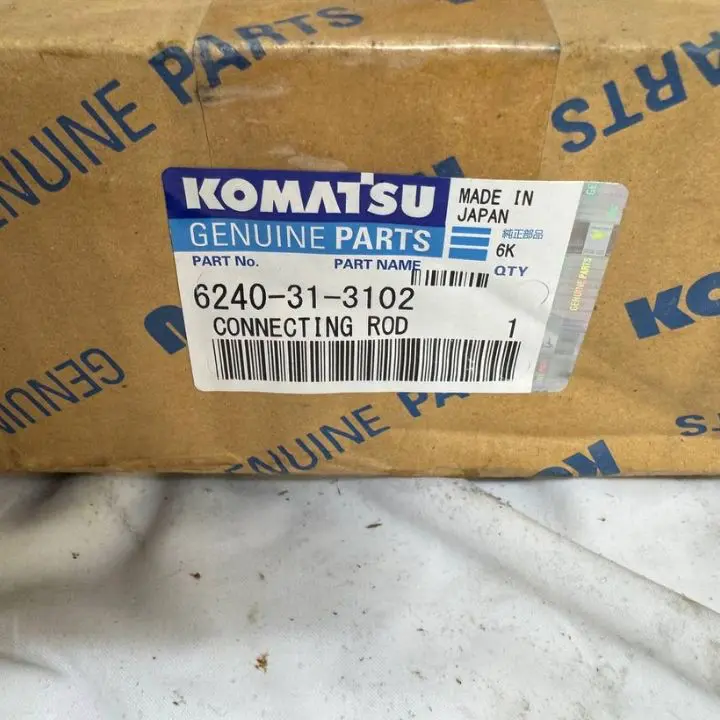 GENUINE PARTS
PARTS
KOMATSU
GENUINE PARTS
MADE IN
JAPAN
純正部品
6K
PART No.
PART NAME
QTY
6240-31-3102
CONNECTING ROD
1
GENUINE PARTS
GENUINE
GENUINE PARTS